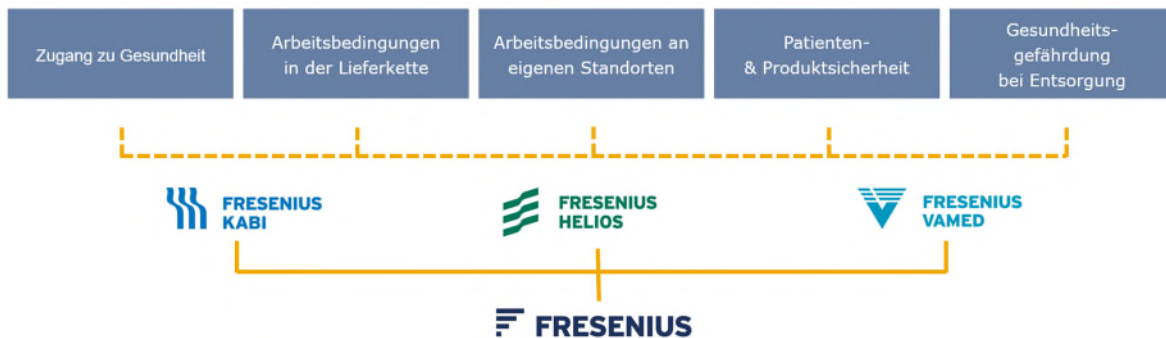 Zugang zu Gesundheit
Arbeitsbedingungen
in der Lieferkette
Arbeitsbedingungen an
eigenen Standorten
Patienten-
& Produktsicherheit
Gesundheits-
gefährdung
bei Entsorgung
FRESENIUS
KABI
FRESENIUS
HELIOS
FRESENIUS
VAMED
FRESENIUS